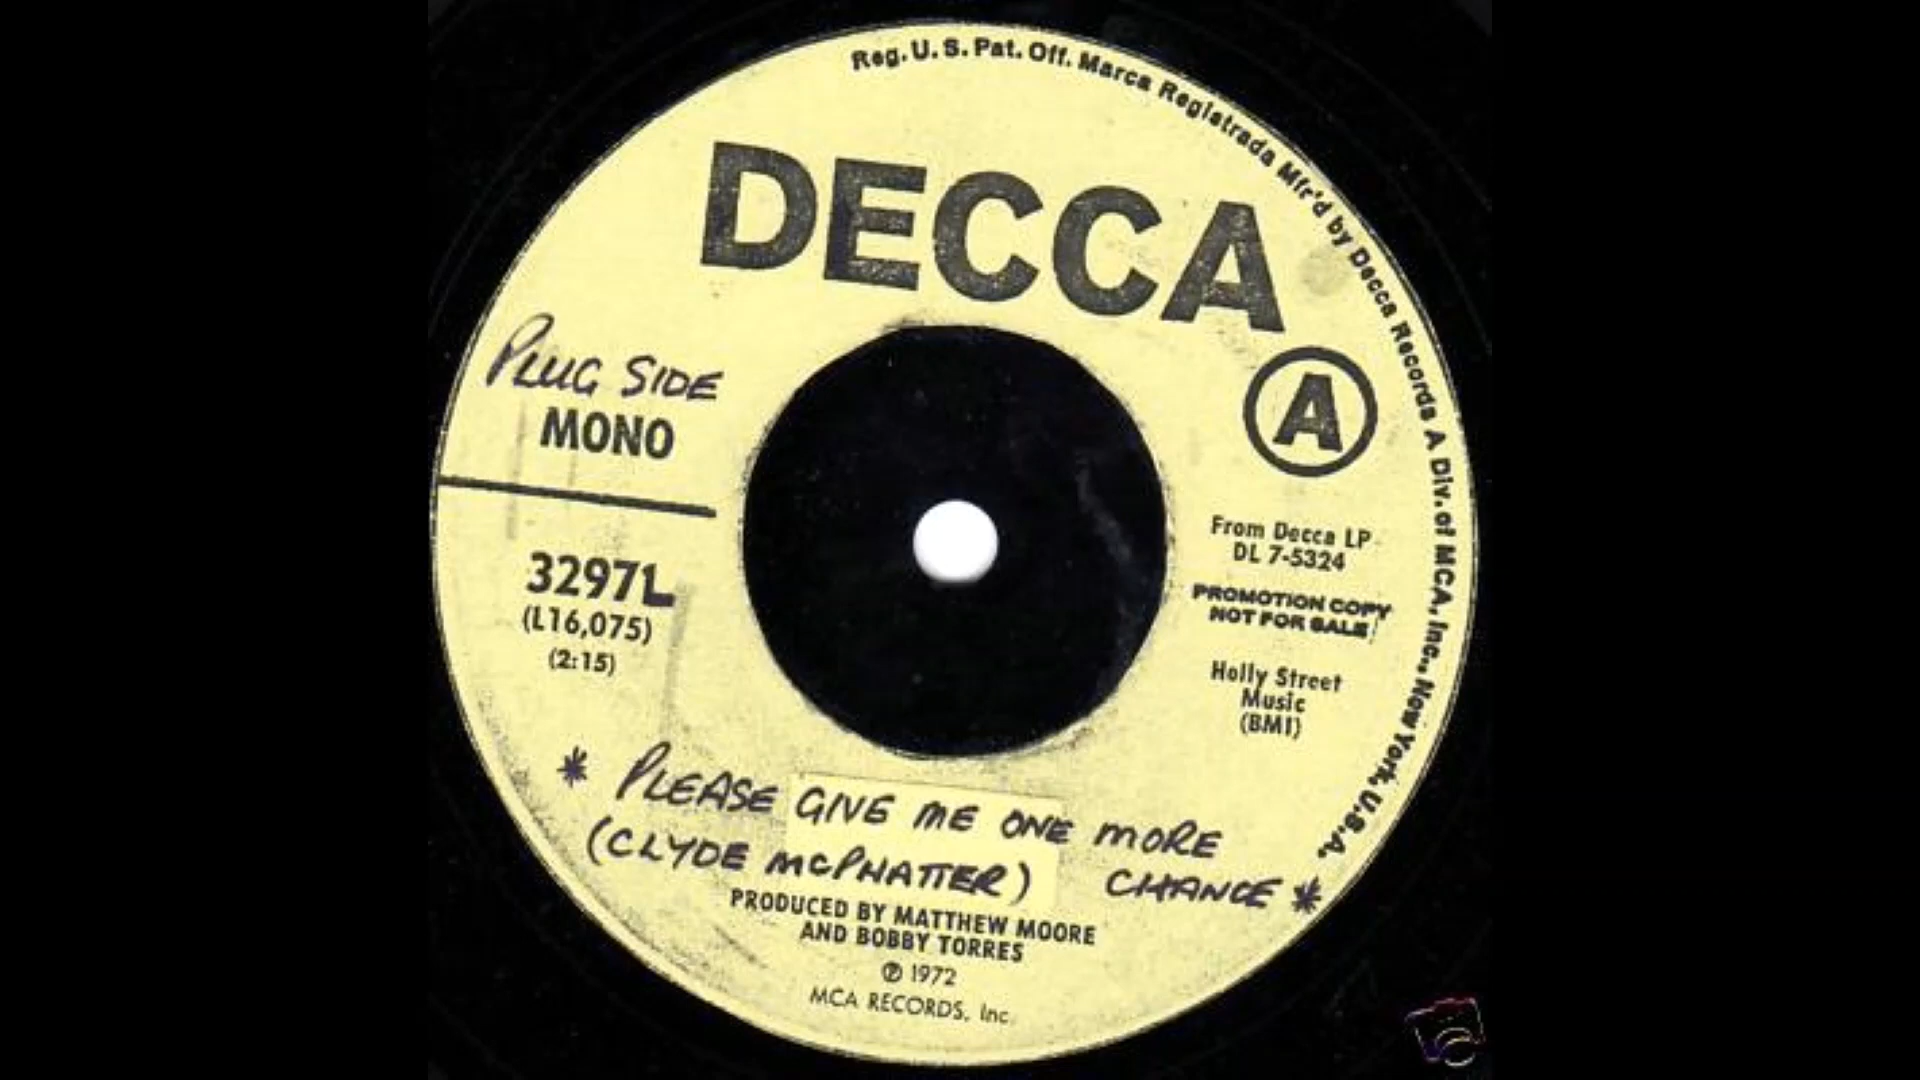 Reg. U.S. Pat. Off. Marca Registrada Mfr'd by Decca Records A Div. of MCA, Inc., New York, U.S.A.
DECCA
PLUG SIDE
MONO
A
32971
(L16,075)
(2:15)
From Decca LP
DL 7-5324
PROMOTION COPY
NOT FOR SALE
Holly Street
Music
(BMI)
* PLEASE GIVE ME ONE MORE
(CLYDE MCPHATTER) CHANCE *
PRODUCED BY MATTHEW MOORE
AND BOBBY TORRES
℗ 1972
MCA RECORDS, Inc.